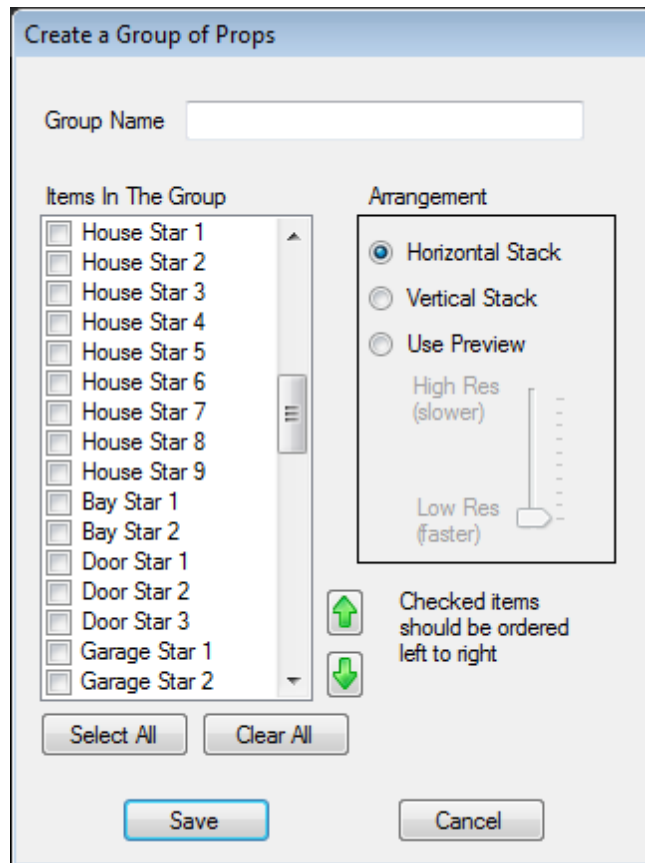 Create a Group of Props
Group Name
Items In The Group
House Star 1
House Star 2
House Star 3
House Star 4
House Star 5
House Star 6
House Star 7
House Star 8
House Star 9
Bay Star 1
Bay Star 2
Door Star 1
Door Star 2
Door Star 3
Garage Star 1
Garage Star 2
Arrangement
Horizontal Stack
Vertical Stack
Use Preview
High Res
(slower)
Low Res
(faster)
Checked items
should be ordered
left to right
Select All
Clear All
Save
Cancel